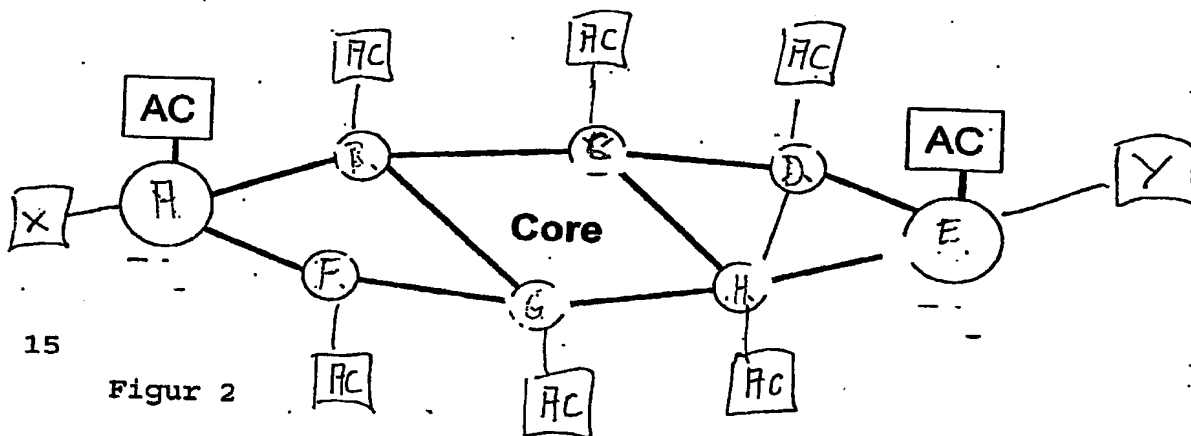 AC AC AC
AC AC
X A B C D E Y
Core
F G H
15
AC AC AC
Figur 2